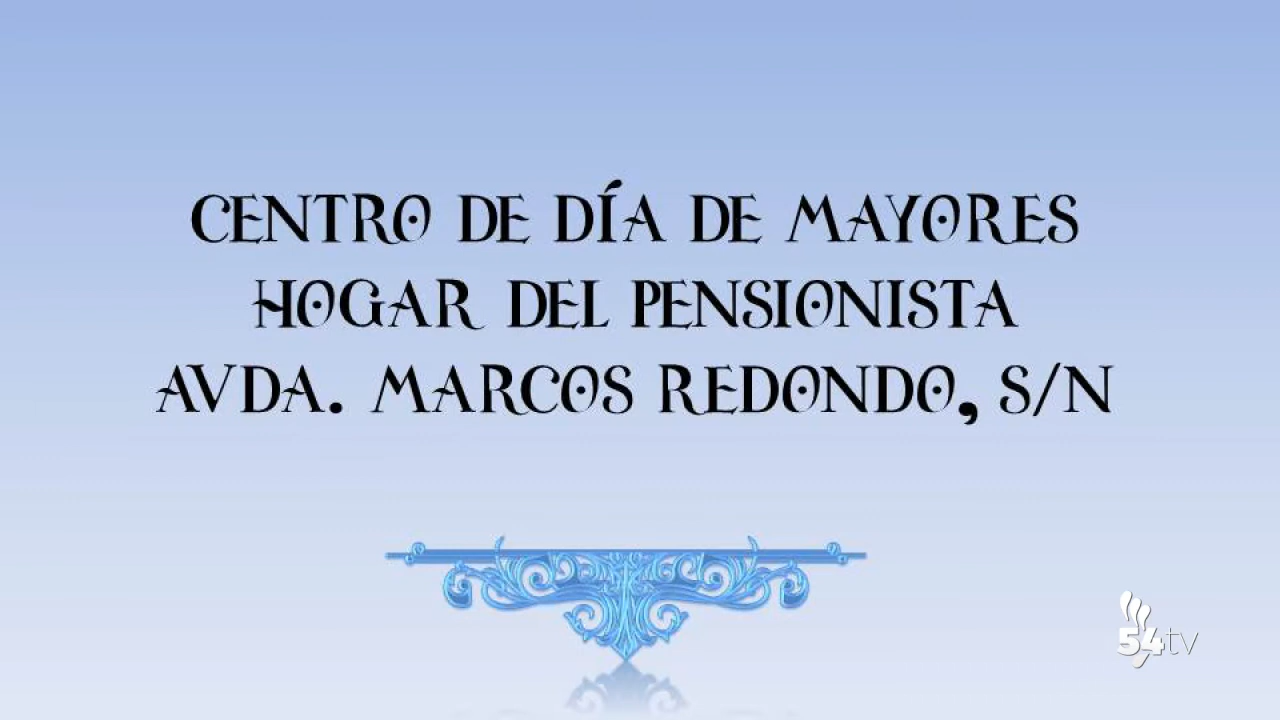 CENTRO DE DÍA DE MAYORES
HOGAR DEL PENSIONISTA
AVDA. MARCOS REDONDO, S/N
54tv